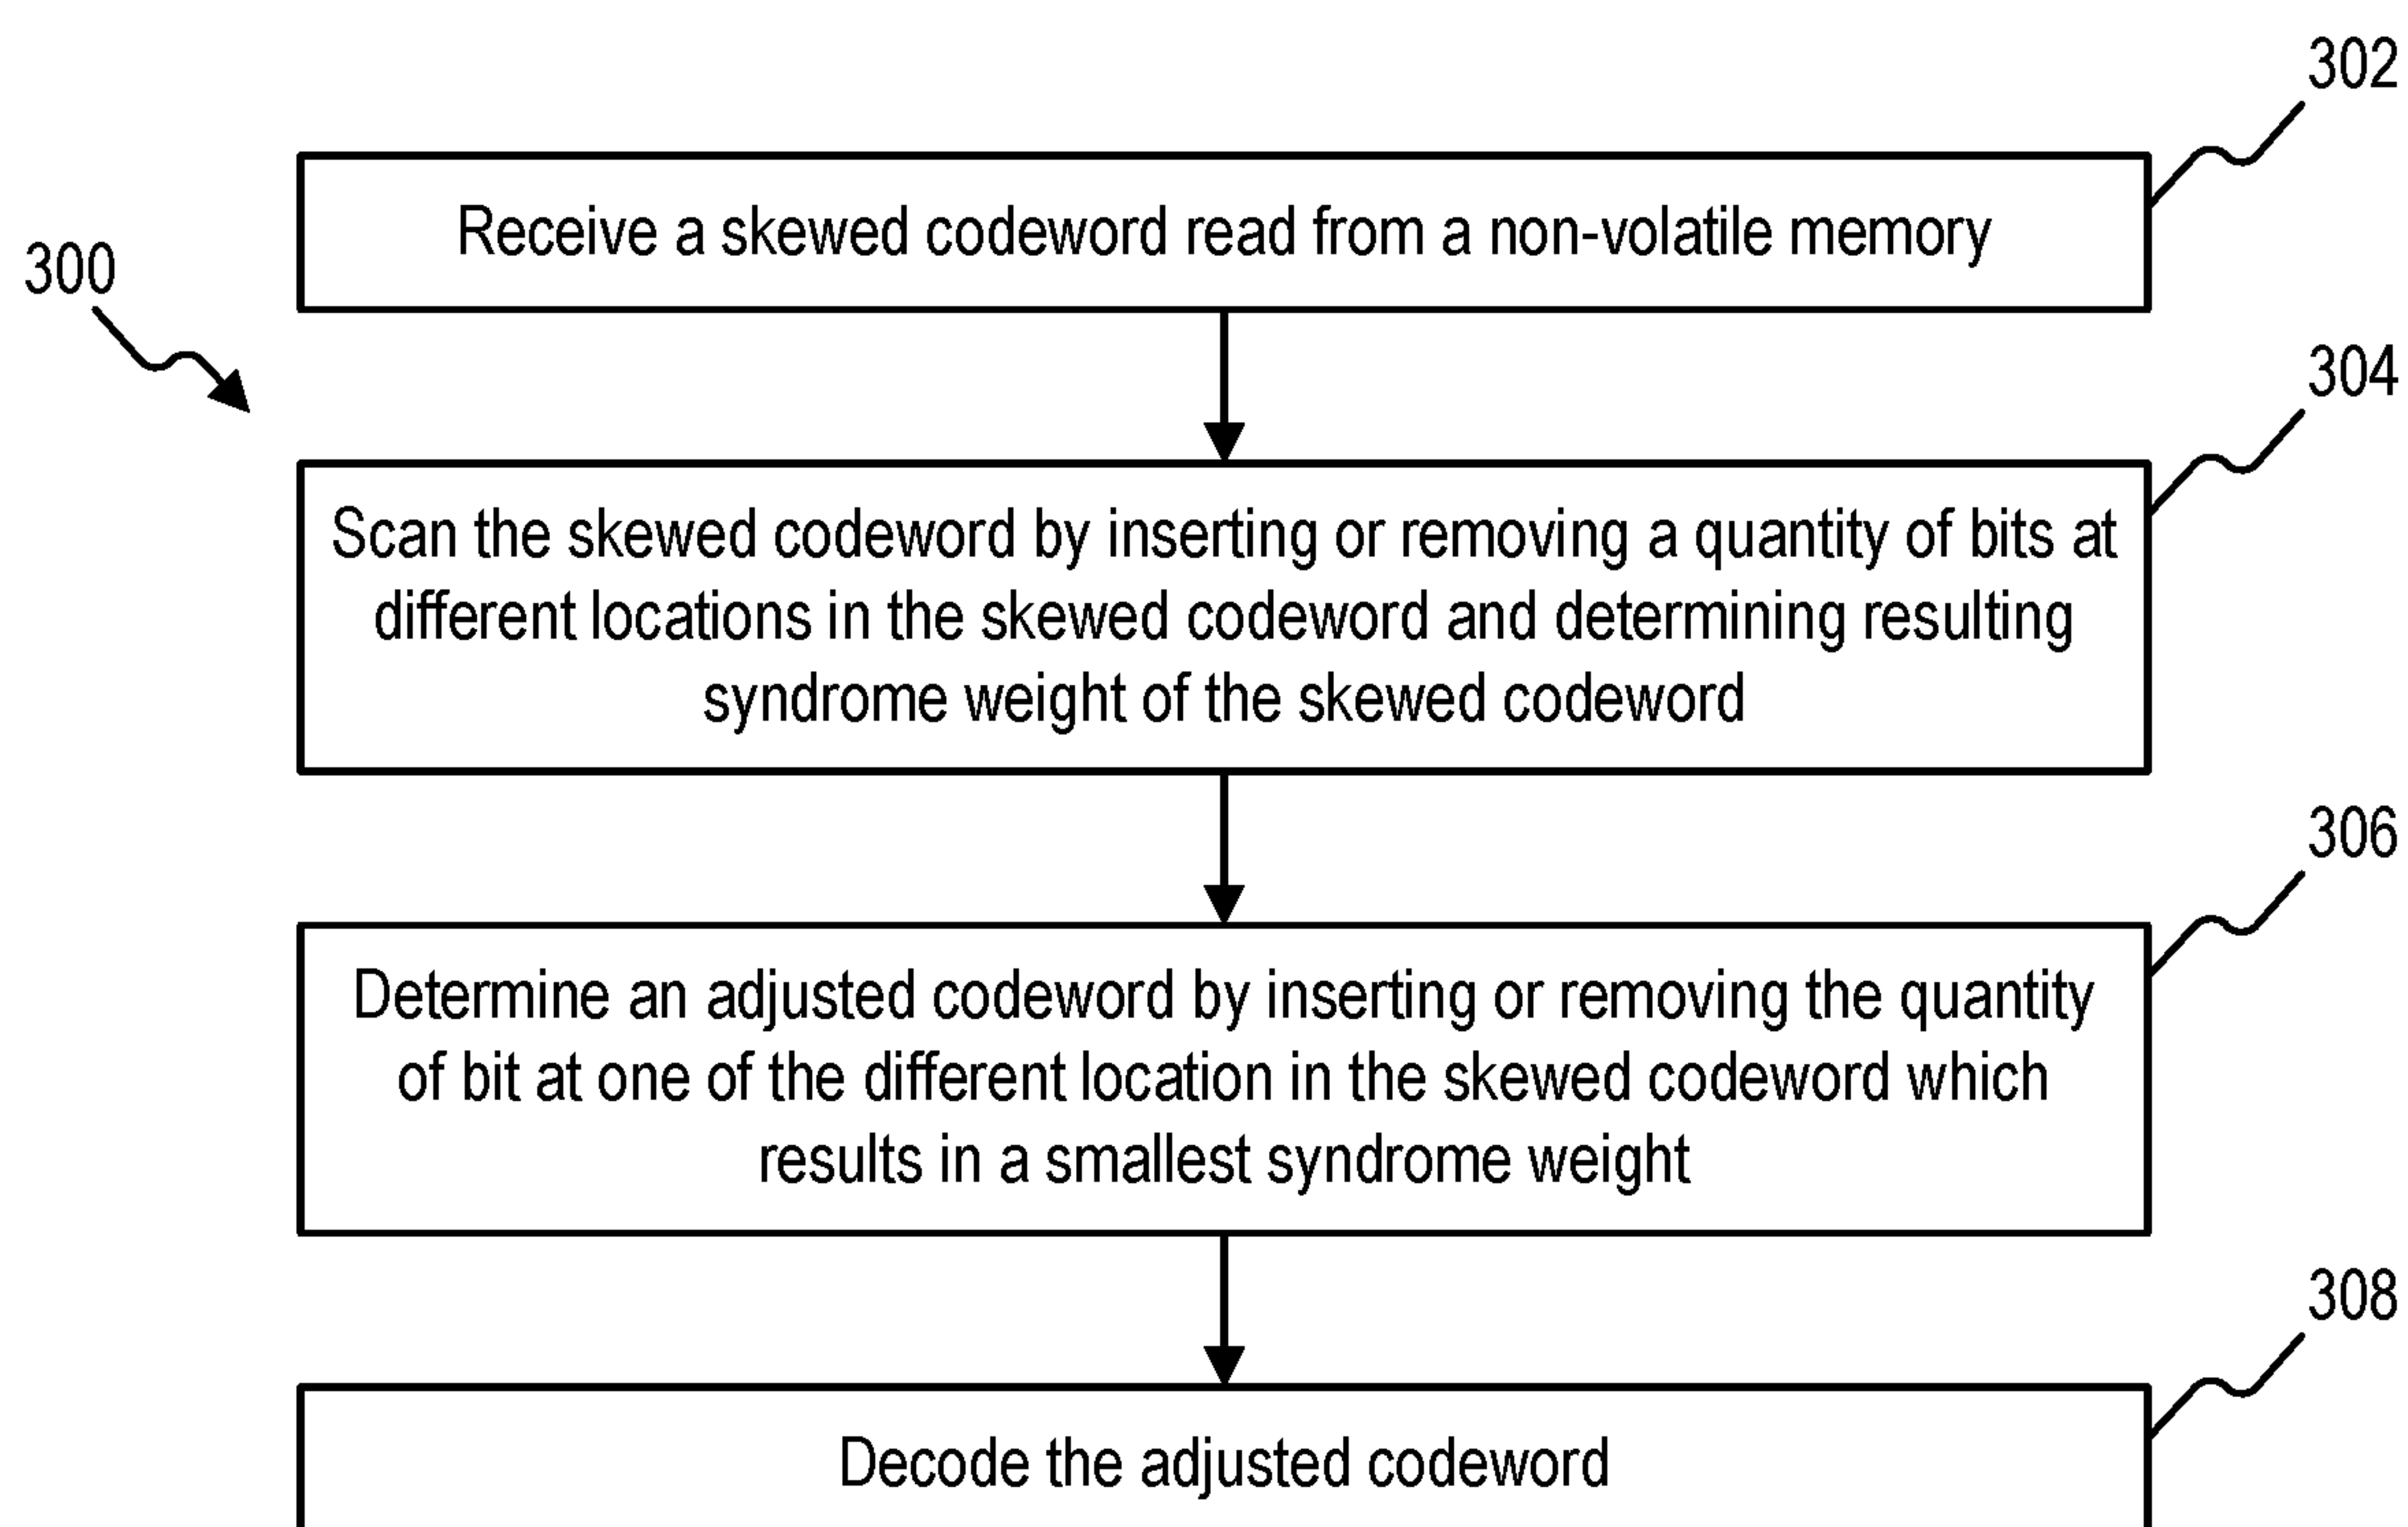 302
Receive a skewed codeword read from a non-volatile memory
300
304
Scan the skewed codeword by inserting or removing a quantity of bits at
different locations in the skewed codeword and determining resulting
syndrome weight of the skewed codeword
306
Determine an adjusted codeword by inserting or removing the quantity
of bit at one of the different location in the skewed codeword which
results in a smallest syndrome weight
308
Decode the adjusted codeword